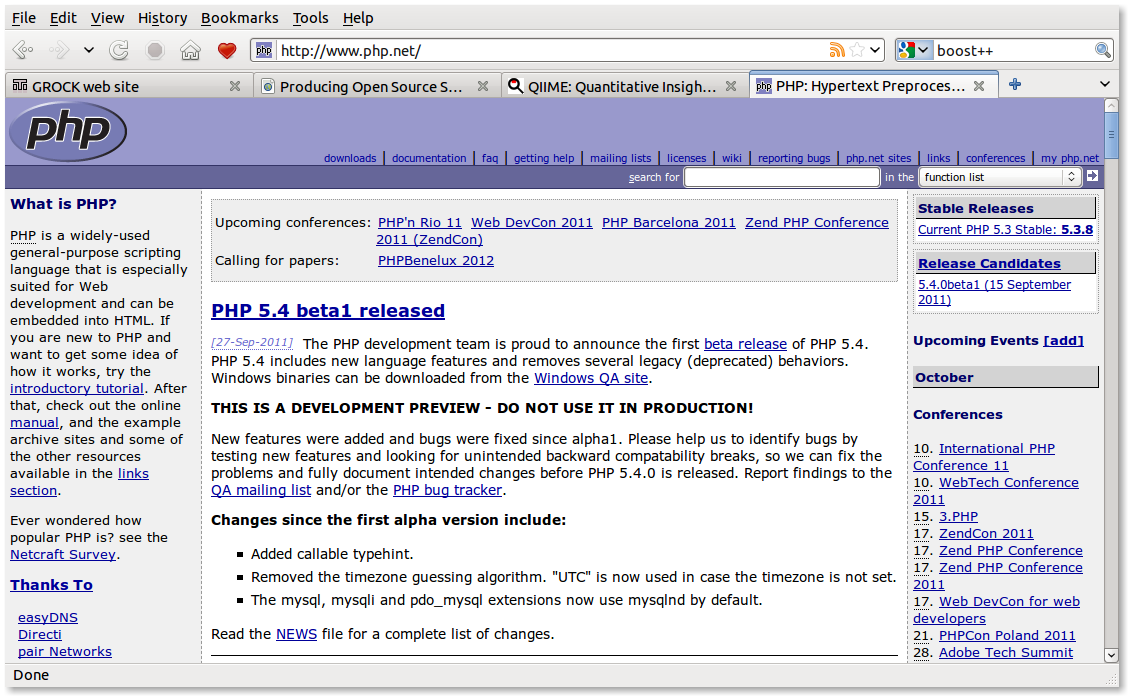 File Edit View History Bookmarks Tools Help
php http://www.php.net/ boost++
GROCK web site
Producing Open Source S...
QIIME: Quantitative Insigh...
php PHP: Hypertext Preproces...
php
downloads | documentation | faq | getting help | mailing lists | licenses | wiki | reporting bugs | php.net sites | links | conferences | my php.net
search for in the function list
What is PHP?
PHP is a widely-used
general-purpose scripting
language that is especially
suited for Web
development and can be
embedded into HTML. If
you are new to PHP and
want to get some idea of
how it works, try the
introductory tutorial. After
that, check out the online
manual, and the example
archive sites and some of
the other resources
available in the links
section.
Ever wondered how
popular PHP is? see the
Netcraft Survey.
Thanks To
easyDNS
Directi
pair Networks
Upcoming conferences: PHP'n Rio 11 Web DevCon 2011 PHP Barcelona 2011 Zend PHP Conference
2011 (ZendCon)
Calling for papers: PHPBenelux 2012
PHP 5.4 beta1 released
[27-Sep-2011] The PHP development team is proud to announce the first beta release of PHP 5.4.
PHP 5.4 includes new language features and removes several legacy (deprecated) behaviors.
Windows binaries can be downloaded from the Windows QA site.
THIS IS A DEVELOPMENT PREVIEW - DO NOT USE IT IN PRODUCTION!
New features were added and bugs were fixed since alpha1. Please help us to identify bugs by
testing new features and looking for unintended backward compatability breaks, so we can fix the
problems and fully document intended changes before PHP 5.4.0 is released. Report findings to the
QA mailing list and/or the PHP bug tracker.
Changes since the first alpha version include:
Added callable typehint.
Removed the timezone guessing algorithm. "UTC" is now used in case the timezone is not set.
The mysql, mysqli and pdo_mysql extensions now use mysqlnd by default.
Read the NEWS file for a complete list of changes.
Stable Releases
Current PHP 5.3 Stable: 5.3.8
Release Candidates
5.4.0beta1 (15 September
2011)
Upcoming Events [add]
October
Conferences
10. International PHP
Conference 11
10. WebTech Conference
2011
15. 3.PHP
17. ZendCon 2011
17. Zend PHP Conference
17. Zend PHP Conference
2011
17. Web DevCon for web
developers
21. PHPCon Poland 2011
28. Adobe Tech Summit
Done